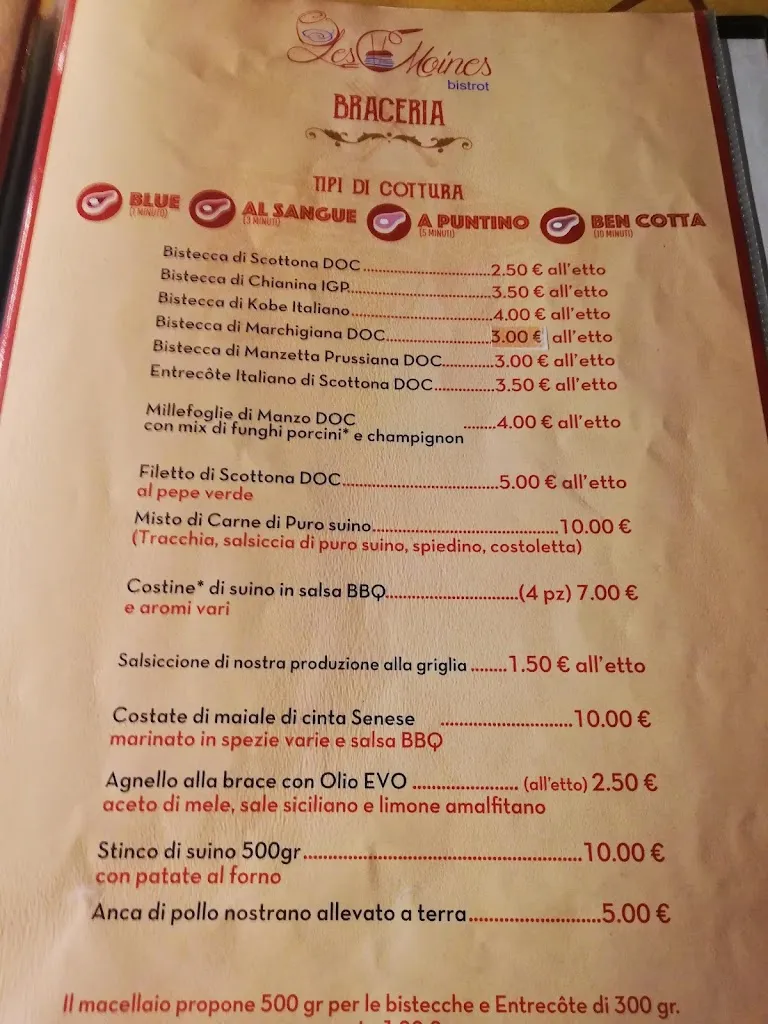 Les Moines
bistrot
BRACERIA
TIPI DI COTTURA
BLUE AL SANGUE A PUNTINO BEN COTTA
(1 MINUTO) (3 MINUTI) (5 MINUTI) (10 MINUTI)
Bistecca di Scottona DOC.......................2.50 € all'etto
Bistecca di Chianina IGP.........................3.50 € all'etto
Bistecca di Kobe Italiano.........................4.00 € all'etto
Bistecca di Marchigiana DOC...................3.00 € all'etto
Bistecca di Manzetta Prussiana DOC.........3.00 € all'etto
Entrecôte Italiano di Scottona DOC..........3.50 € all'etto
Millefoglie di Manzo DOC .......4.00 € all'etto
con mix di funghi porcini* e champignon
Filetto di Scottona DOC...........................5.00 € all'etto
al pepe verde
Misto di Carne di Puro suino................................10.00 €
(Tracchia, salsiccia di puro suino, spiedino, costoletta)
Costine* di suino in salsa BBQ.......................(4 pz) 7.00 €
e aromi vari
Salsiccione di nostra produzione alla griglia ........1.50 € all'etto
Costate di maiale di cinta Senese .......................10.00 €
marinato in spezie varie e salsa BBQ
Agnello alla brace con Olio EVO ................... (all'etto) 2.50 €
aceto di mele, sale siciliano e limone amalfitano
Stinco di suino 500gr................................................10.00 €
con patate al forno
Anca di pollo nostrano allevato a terra.......................5.00 €
Il macellaio propone 500 gr per le bistecche e Entrecôte di 300 gr.